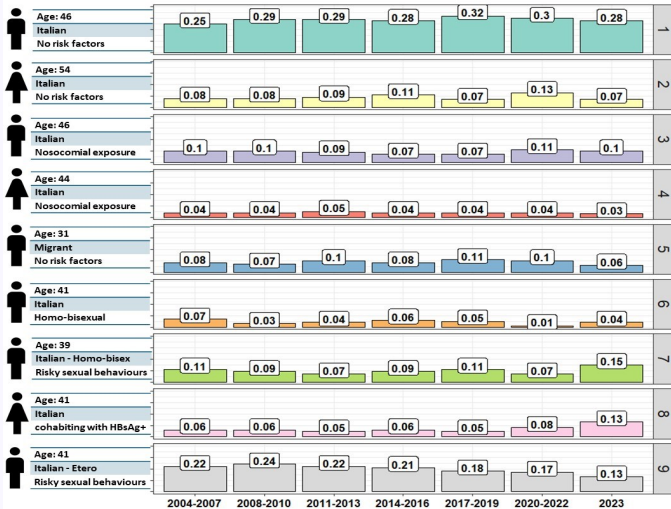 Age: 46
Italian
No risk factors
0.25 0.29 0.29 0.28 0.32 0.3 0.28
1
Age: 54
Italian
No risk factors
0.08 0.08 0.09 0.11 0.07 0.13 0.07
2
Age: 46
Italian
Nosocomial exposure
0.1 0.1 0.09 0.07 0.07 0.11 0.1
3
Age: 44
Italian
Nosocomial exposure
0.04 0.04 0.05 0.04 0.04 0.04 0.03
4
Age: 31
Migrant
No risk factors
0.08 0.07 0.1 0.08 0.11 0.1 0.06
5
Age: 41
Italian
Homo-bisexual
0.07 0.03 0.04 0.06 0.05 0.01 0.04
6
Age: 39
Italian - Homo-bisex
Risky sexual behaviours
0.11 0.09 0.07 0.09 0.11 0.07 0.15
7
Age: 41
Italian
cohabiting with HBsAg+
0.06 0.06 0.05 0.06 0.05 0.08 0.13
8
Age: 41
Italian - Etero
Risky sexual behaviours
0.22 0.24 0.22 0.21 0.18 0.17 0.13
9
2004-2007 2008-2010 2011-2013 2014-2016 2017-2019 2020-2022 2023